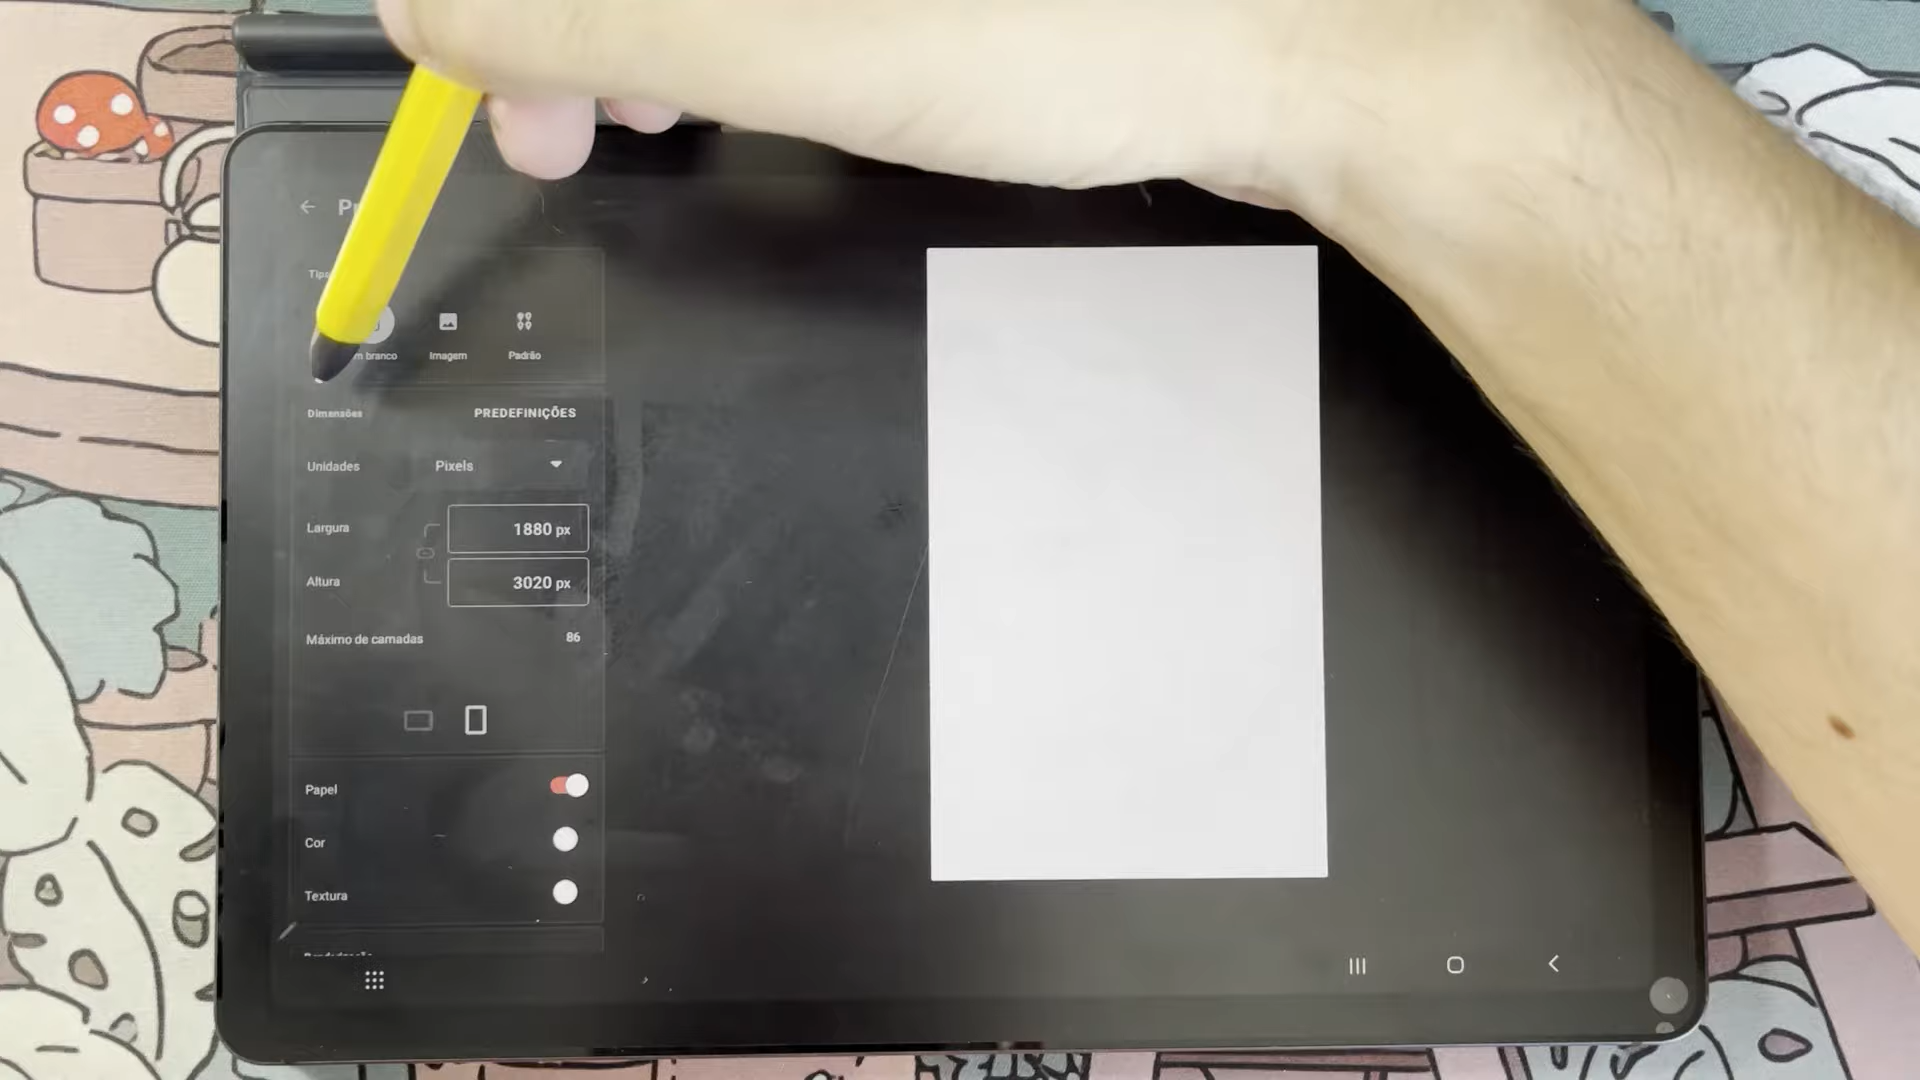 Dimensões PREDEFINIÇÕES
branco Imagem Padrão
Unidades Pixels
Largura 1880 px
Altura 3020 px
Máximo de camadas 86
Papel
Cor
Textura